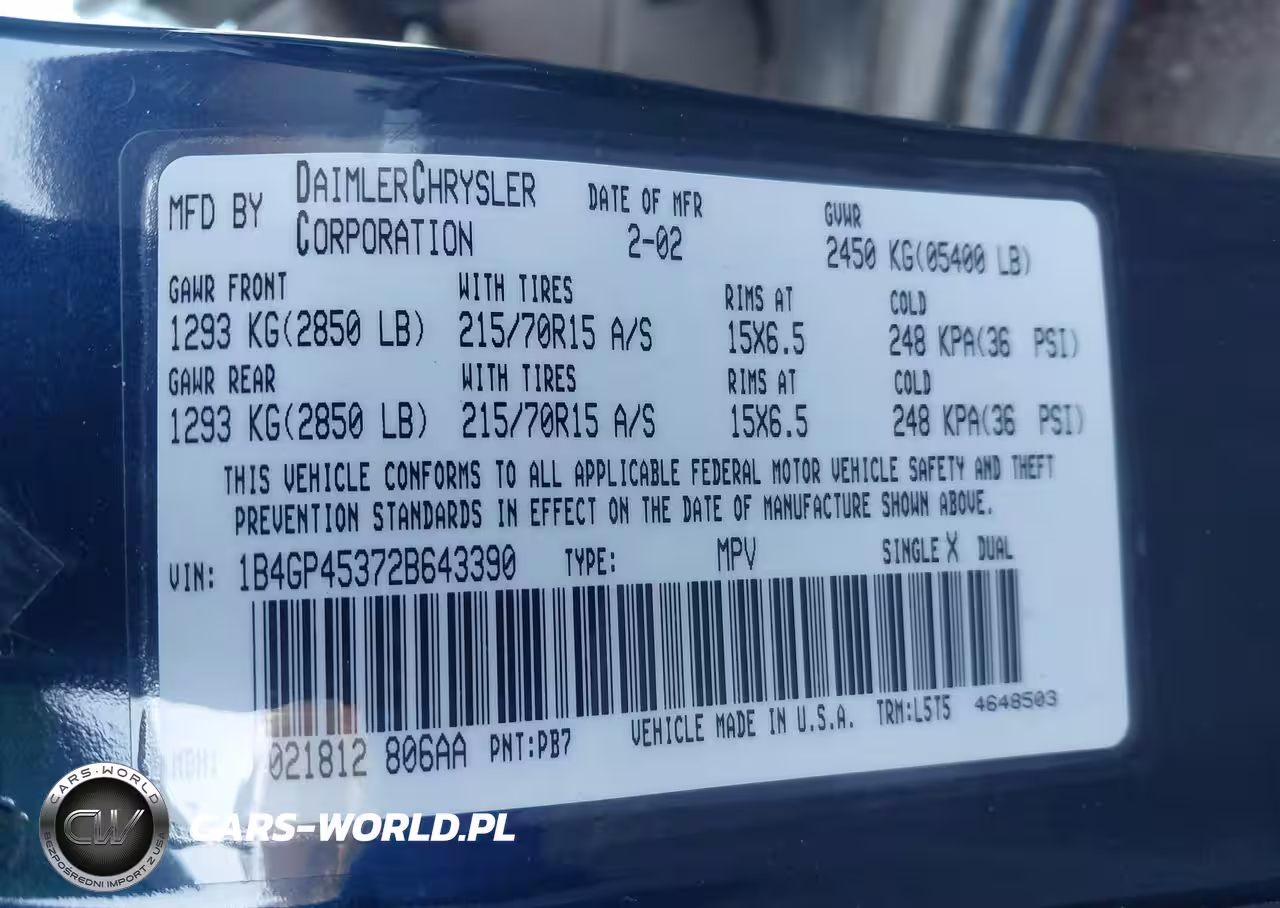 MFD BY DAIMLERCHRYSLER CORPORATION DATE OF MFR 2-02 GVWR 2450 KG(05400 LB)
GAWR FRONT WITH TIRES RIMS AT COLD
1293 KG(2850 LB) 215/70R15 A/S 15X6.5 248 KPA(36 PSI)
GAWR REAR WITH TIRES RIMS AT COLD
1293 KG(2850 LB) 215/70R15 A/S 15X6.5 248 KPA(36 PSI)
THIS VEHICLE CONFORMS TO ALL APPLICABLE FEDERAL MOTOR VEHICLE SAFETY AND THEFT
PREVENTION STANDARDS IN EFFECT ON THE DATE OF MANUFACTURE SHOWN ABOVE.
VIN: 1B4GP45372B643390 TYPE: MPV SINGLE X DUAL
MDH: 021812 806AA PNT:PB7 VEHICLE MADE IN U.S.A. TRM:L5T5 4648503
CARS-WORLD
CW
BEZPOŚREDNI IMPORT Z USA
CARS-WORLD.PL